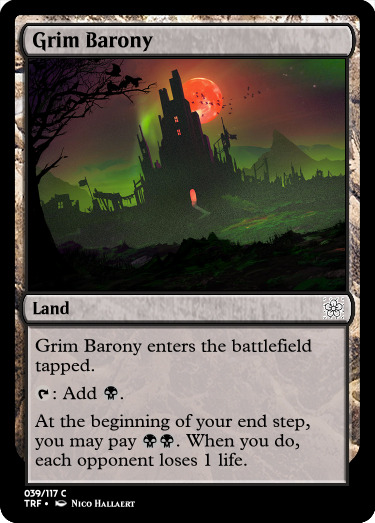 Grim Barony
Land
Grim Barony enters the battlefield
tapped.
: Add .
At the beginning of your end step,
you may pay . When you do,
each opponent loses 1 life.
039/117 C
TRF • Nico Hallaert